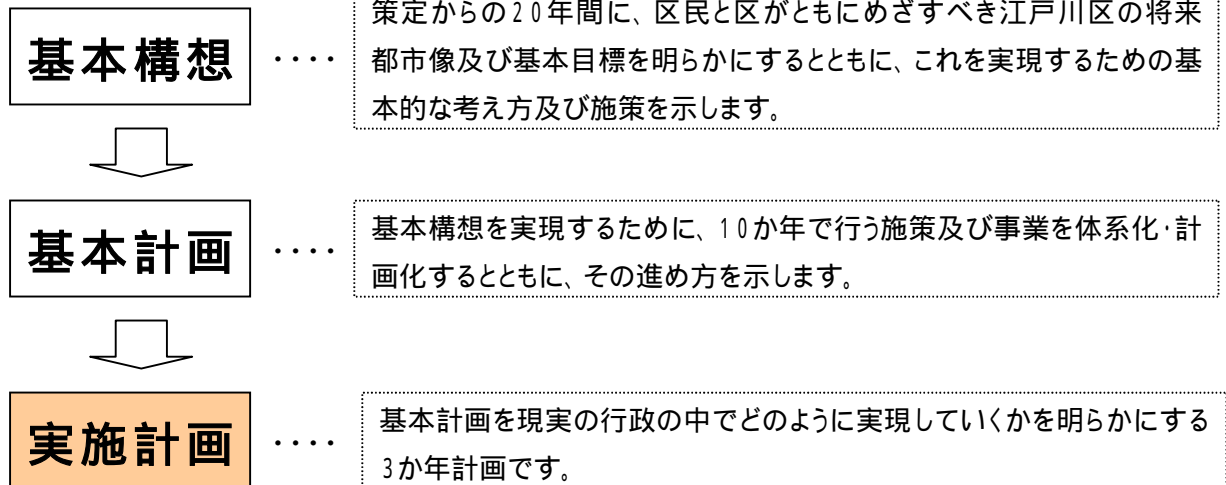 策定からの20年間に、区民と区がともにめざすべき江戸川区の将来
基本構想 ・・・・ 都市像及び基本目標を明らかにするとともに、これを実現するための基
本的な考え方及び施策を示します。
基本計画 ・・・・ 基本構想を実現するために、10か年で行う施策及び事業を体系化・計
画化するとともに、その進め方を示します。
実施計画 ・・・・ 基本計画を現実の行政の中でどのように実現していくかを明らかにする
3か年計画です。